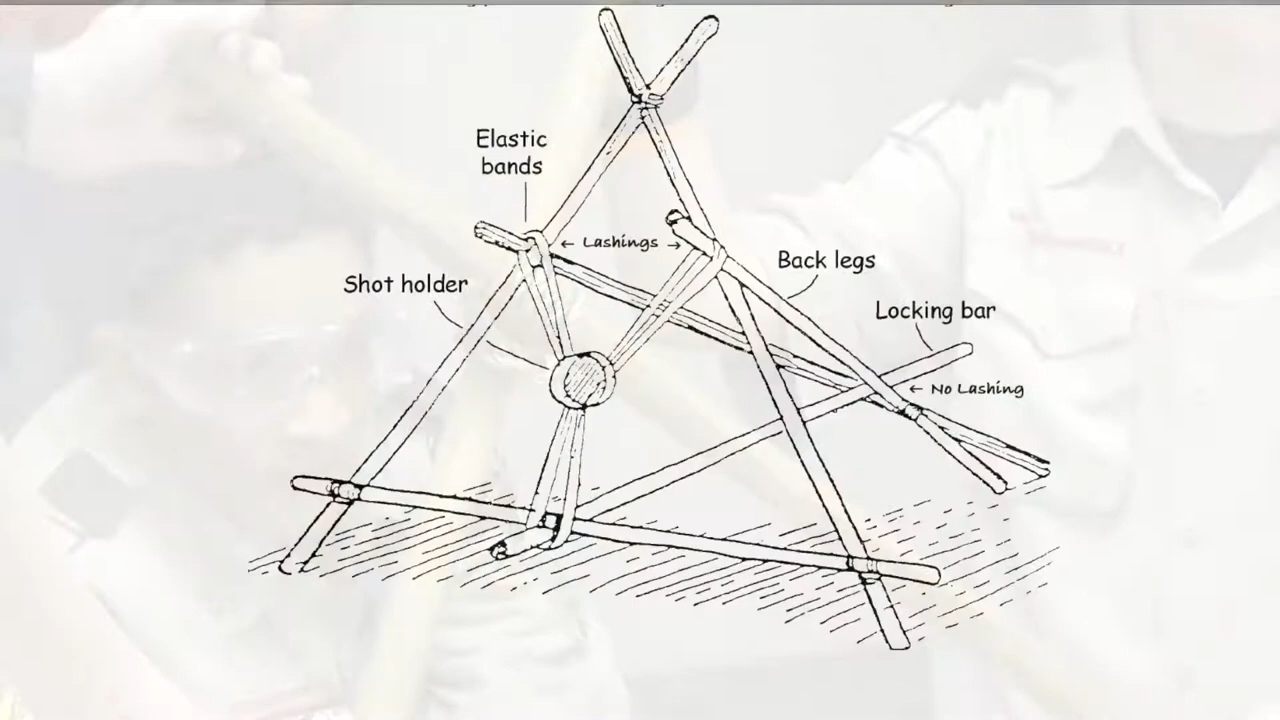 Elastic
bands
← Lashings →
Back legs
Shot holder
Locking bar
← No Lashing